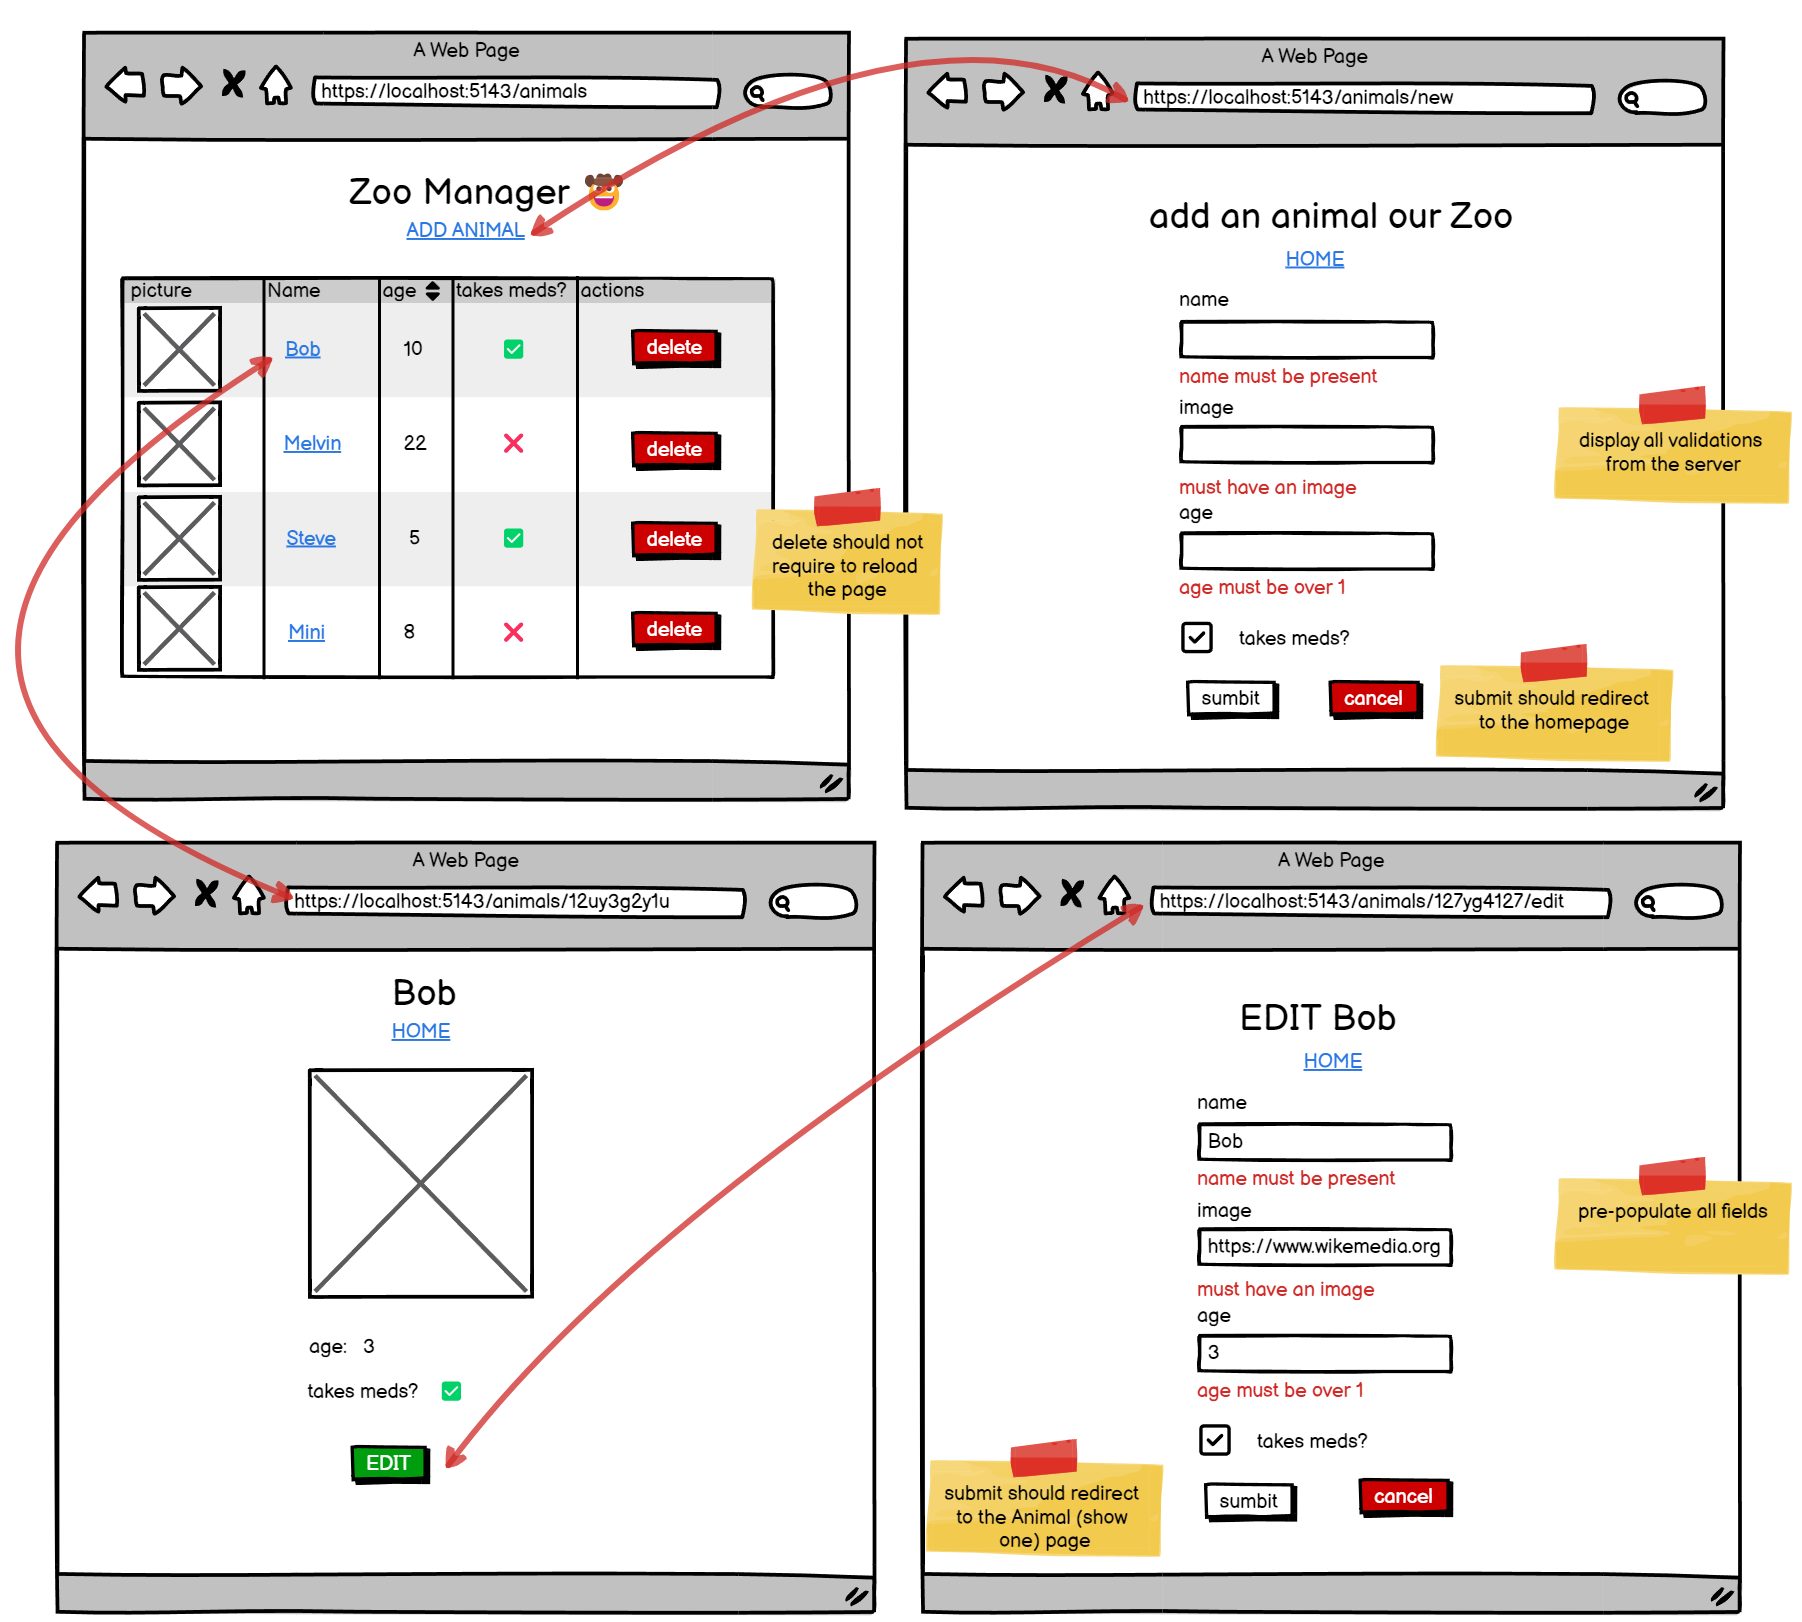 A Web Page
https://localhost:5143/animals
Zoo Manager
ADD ANIMAL
picture Name age takes meds? actions
Bob 10 delete
Melvin 22 delete
Steve 5 delete
Mini 8 delete
delete should not
require to reload
the page
A Web Page
https://localhost:5143/animals/new
add an animal our Zoo
HOME
name
name must be present
image
must have an image
age
age must be over 1
takes meds?
sumbit cancel
display all validations
from the server
submit should redirect
to the homepage
A Web Page
https://localhost:5143/animals/12uy3g2y1u
Bob
HOME
age: 3
takes meds?
EDIT
A Web Page
https://localhost:5143/animals/127yg4127/edit
EDIT Bob
HOME
name
Bob
name must be present
image
https://www.wikemedia.org
must have an image
age
3
age must be over 1
takes meds?
sumbit cancel
pre-populate all fields
submit should redirect
to the Animal (show
one) page